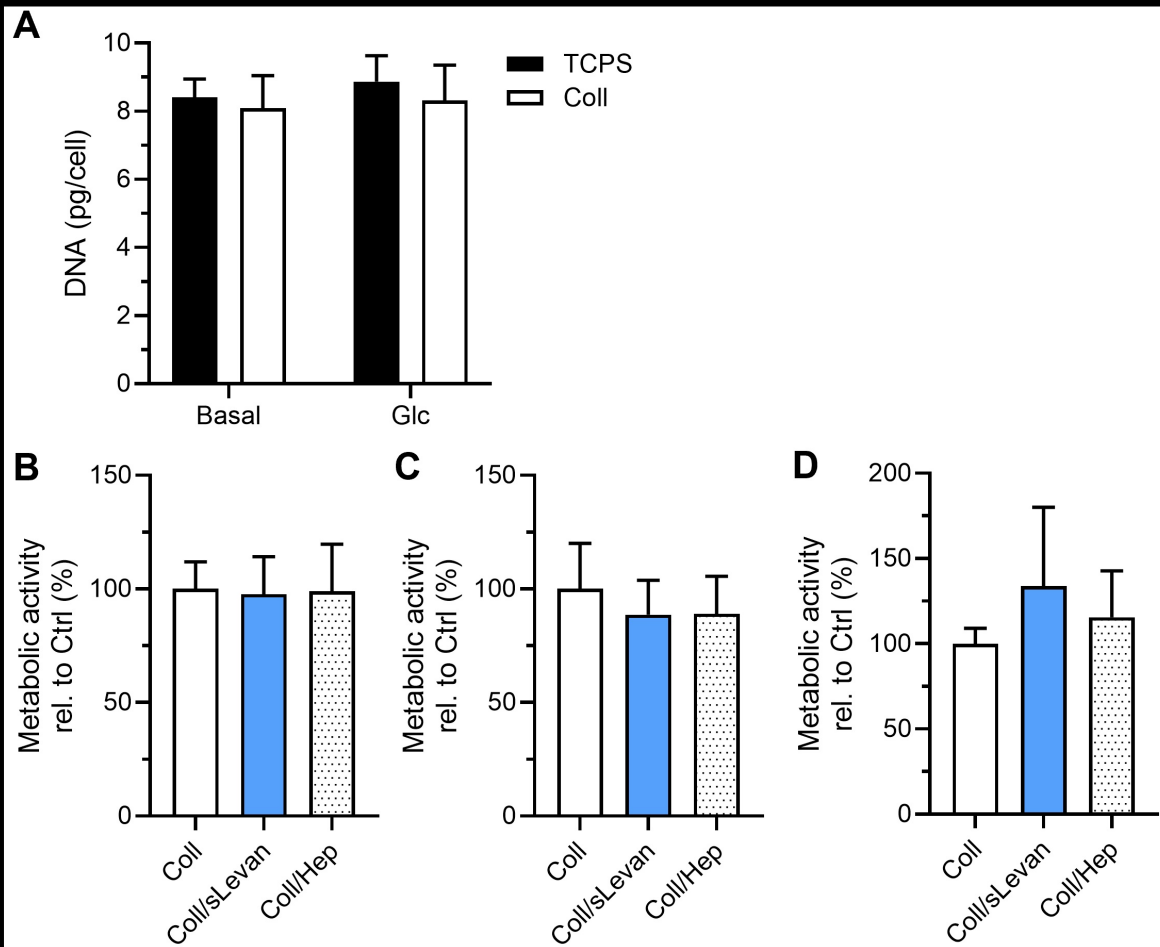 A
10
8
6
4
2
0
DNA (pg/cell)
Basal
Glc
TCPS
Coll
B
150
100
50
0
Metabolic activity
rel. to Ctrl (%)
Coll
Coll/sLevan
Coll/Hep
C
150
100
50
0
Metabolic activity
rel. to Ctrl (%)
Coll
Coll/sLevan
Coll/Hep
D
200
150
100
50
0
Metabolic activity
rel. to Ctrl (%)
Coll
Coll/sLevan
Coll/Hep